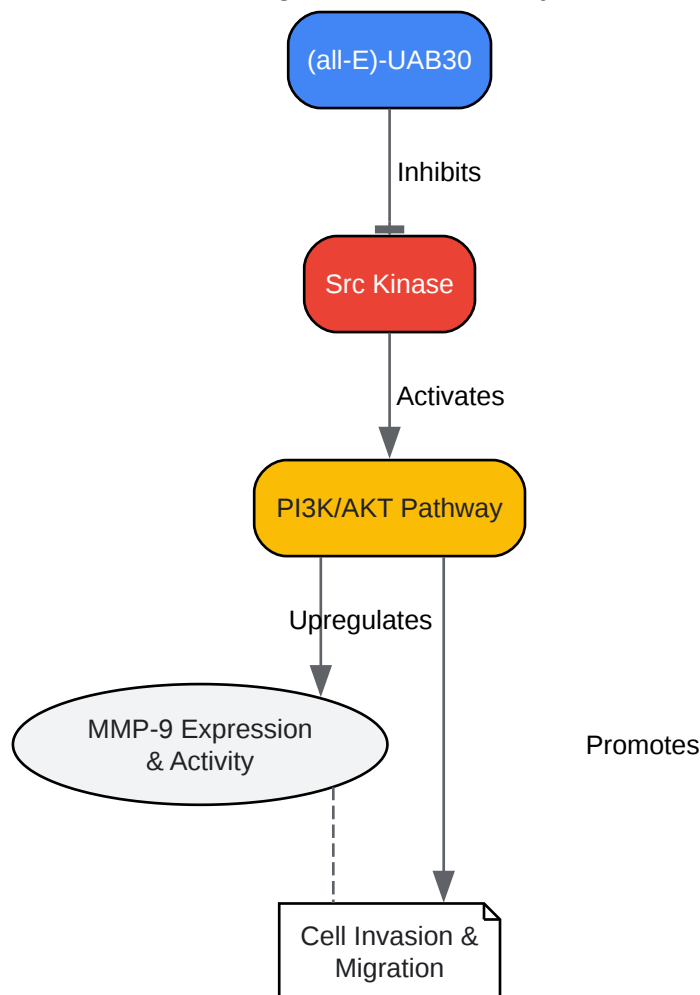 (all-E)-UAB30
Inhibits
Src Kinase
Activates
PI3K/AKT Pathway
Upregulates
MMP-9 Expression
& Activity
Promotes
Cell Invasion &
Migration